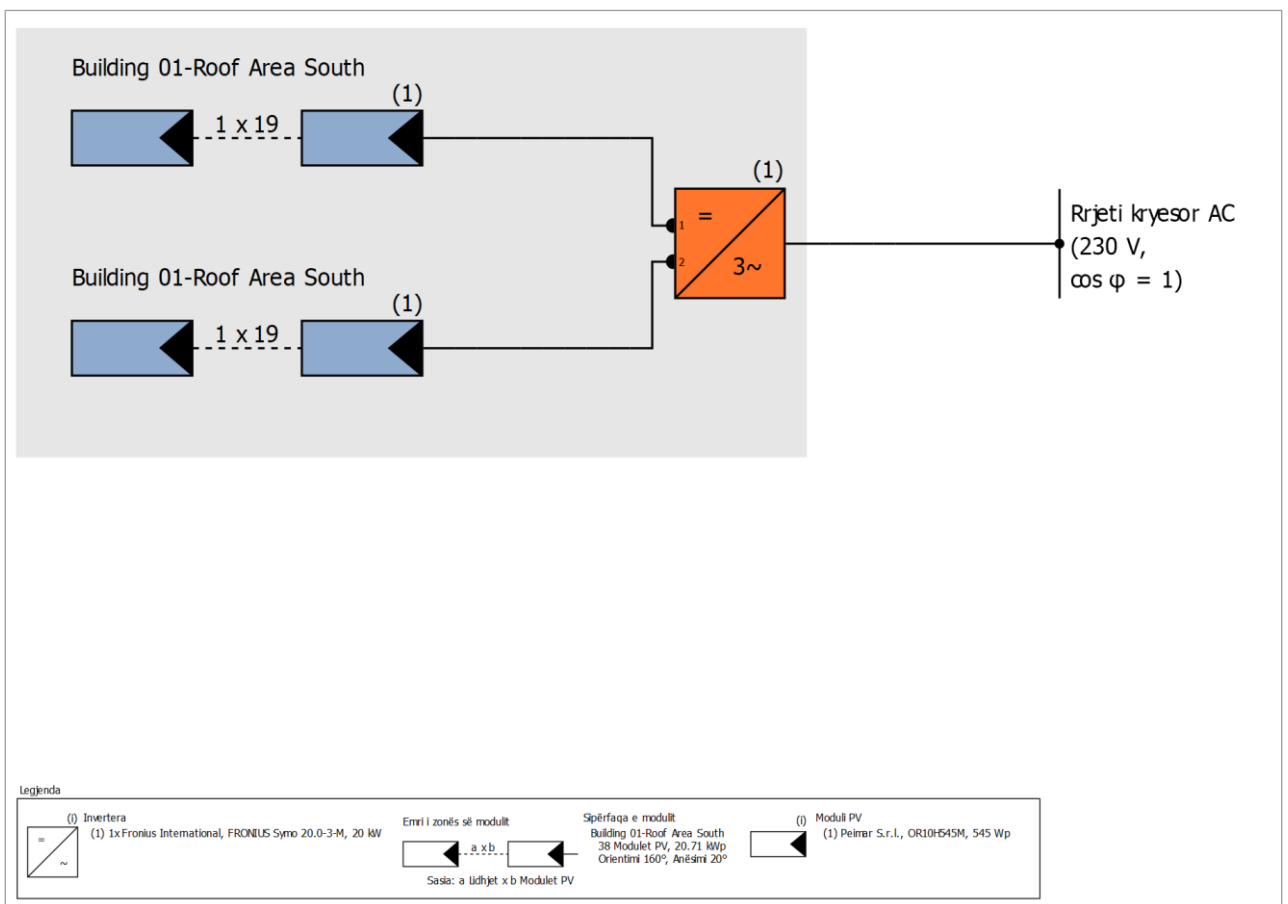 Building 01-Roof Area South
(1)
1 x 19
(1)
=
1
2
3~
Rrjeti kryesor AC
(230 V,
cos φ = 1)
Building 01-Roof Area South
(1)
1 x 19
Legjenda
(i) Invertera
(1) 1x Fronius International, FRONIUS Symo 20.0-3-M, 20 kW
=
~
Emri i zonës së modulit
a x b
Sasia: a Lidhjet x b Modulet PV
Sipërfaqa e modulit
Building 01-Roof Area South
38 Modulet PV, 20.71 kWp
Orientimi 160°, Anësimi 20°
(i) Moduli PV
(1) Peimar S.r.l., OR10H545M, 545 Wp